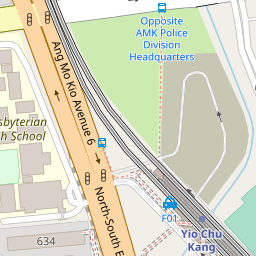 Opposite
AMK Police
Division
Headquarters
Ang Mo Kio Avenue 6
sbyterian
h School
North-South E
F01
Yio Chu
Kang
634